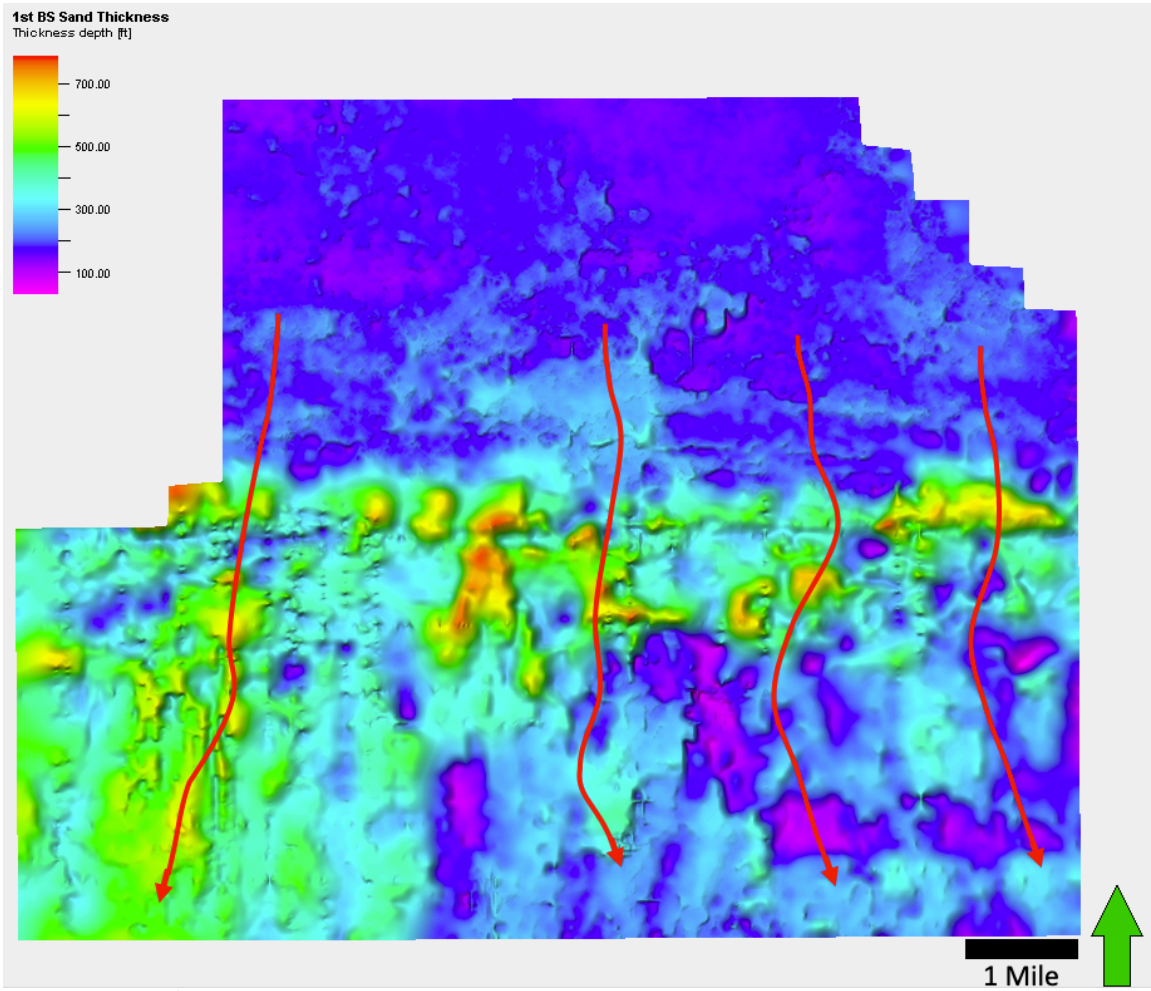 1st BS Sand Thickness
Thickness depth [ft]
700.00
500.00
300.00
100.00
1 Mile